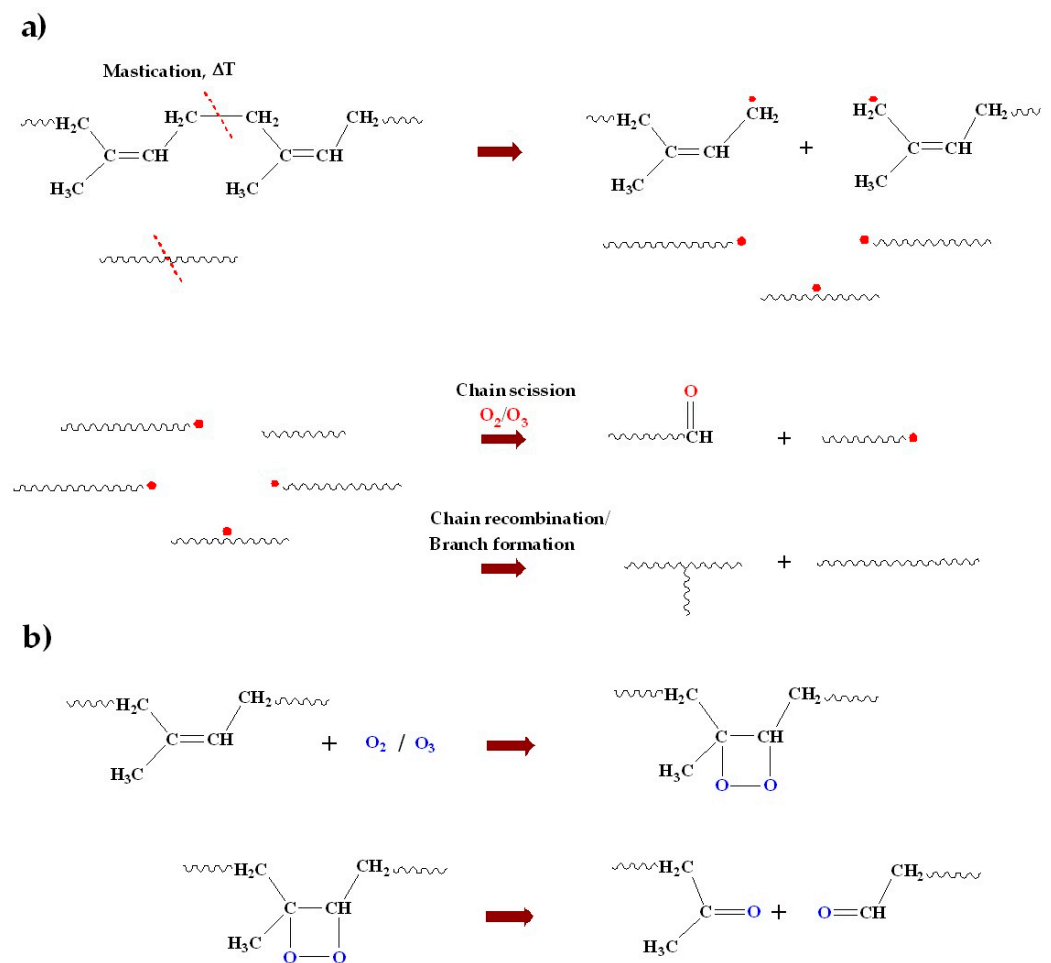 a)
Mastication, ΔT
H₂C CH₂ CH₂
H₂C C=CH C=CH
H₃C H₃C
CH₂ + H₂C CH₂
H₂C C=CH C=CH
H₃C H₃C
Chain scission
O₂/O₃
O
CH +
Chain recombination/
Branch formation
+
b)
H₂C CH₂
C=CH + O₂ / O₃
H₃C
H₂C CH₂
C CH
H₃C
O O
H₂C CH₂
C CH
H₃C
O O
H₂C CH₂
C=O + O=CH
H₃C